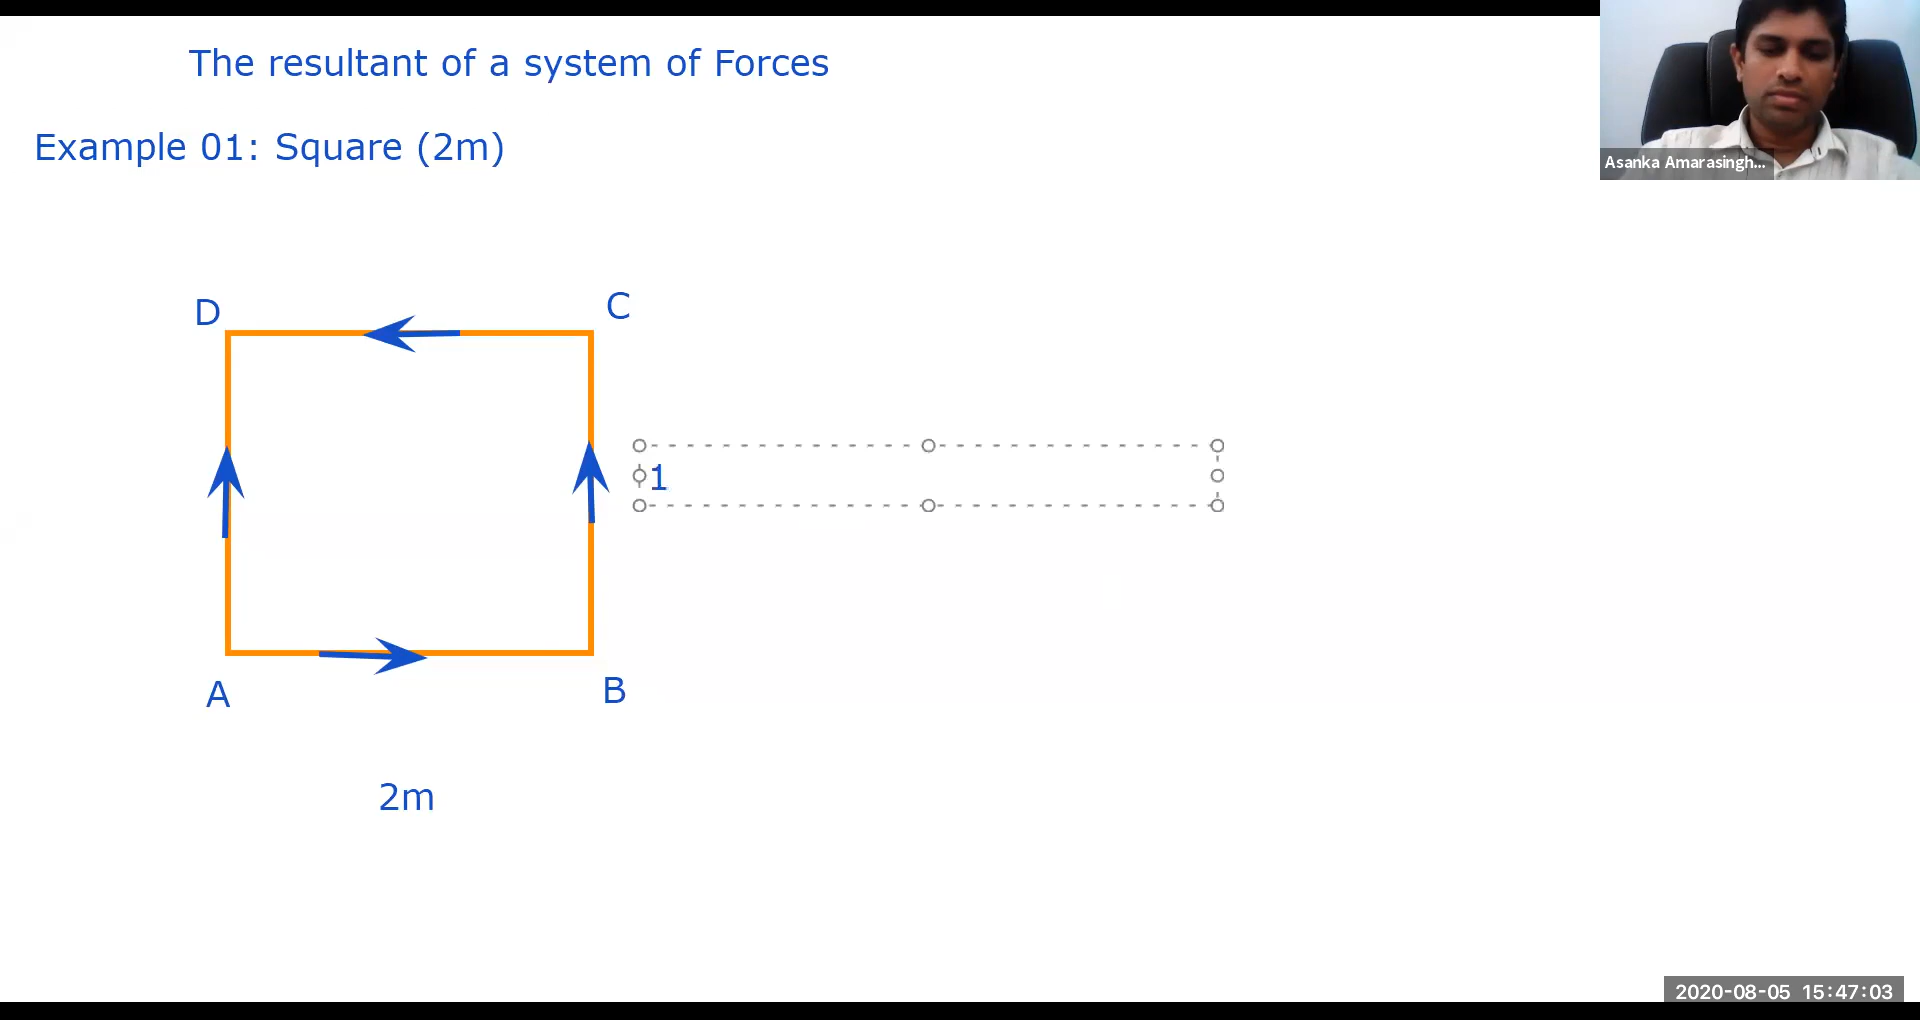 The resultant of a system of Forces
Asanka Amarasingh...
Example 01: Square (2m)
D
C
1
A
B
2m
2020-08-05 15:47:03